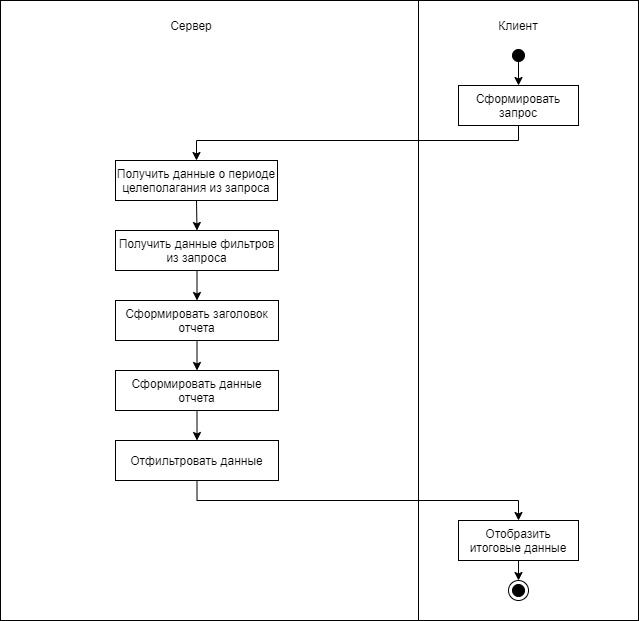 Сервер
Клиент
Сформировать
запрос
Получить данные о периоде
целеполагания из запроса
Получить данные фильтров
из запроса
Сформировать заголовок
отчета
Сформировать данные
отчета
Отфильтровать данные
Отобразить
итоговые данные